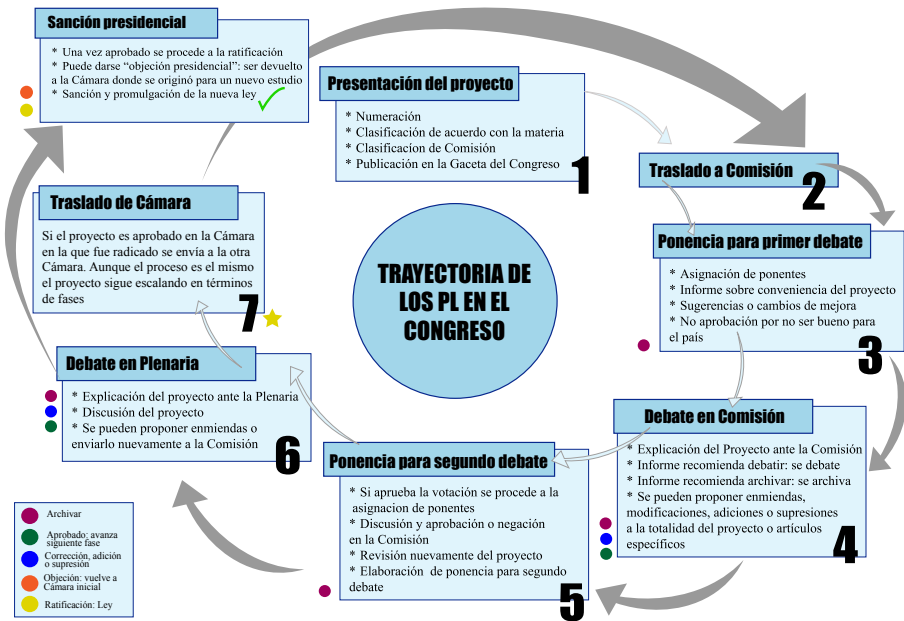 Sanción presidencial
* Una vez aprobado se procede a la ratificación
* Puede darse “objeción presidencial”: ser devuelto
a la Cámara donde se originó para un nuevo estudio
* Sanción y promulgación de la nueva ley
Presentación del proyecto
* Numeración
* Clasificación de acuerdo con la materia
* Clasificacion de Comisión
* Publicación en la Gaceta del Congreso
1
Traslado a Comisión
2
Ponencia para primer debate
* Asignación de ponentes
* Informe sobre conveniencia del proyecto
* Sugerencias o cambios de mejora
* No aprobación por no ser bueno para
el país
3
Debate en Comisión
* Explicación del Proyecto ante la Comisión
* Informe recomienda debatir: se debate
* Informe recomienda archivar: se archiva
* Se pueden proponer enmiendas,
modificaciones, adiciones o supresiones
a la totalidad del proyecto o artículos
específicos
4
Ponencia para segundo debate
* Si aprueba la votación se procede a la
asignacion de ponentes
* Discusión y aprobación o negación
en la Comisión
* Revisión nuevamente del proyecto
* Elaboración de ponencia para segundo
debate
5
Debate en Plenaria
* Explicación del proyecto ante la Plenaria
* Discusión del proyecto
* Se pueden proponer enmiendas o
enviarlo nuevamente a la Comisión
6
Traslado de Cámara
Si el proyecto es aprobado en la Cámara
en la que fue radicado se envía a la otra
Cámara. Aunque el proceso es el mismo
el proyecto sigue escalando en términos
de fases
7
TRAYECTORIA DE
LOS PL EN EL
CONGRESO
Archivar
Aprobado: avanza
siguiente fase
Corrección, adición
o supresión
Objeción: vuelve a
Cámara inicial
Ratificación: Ley